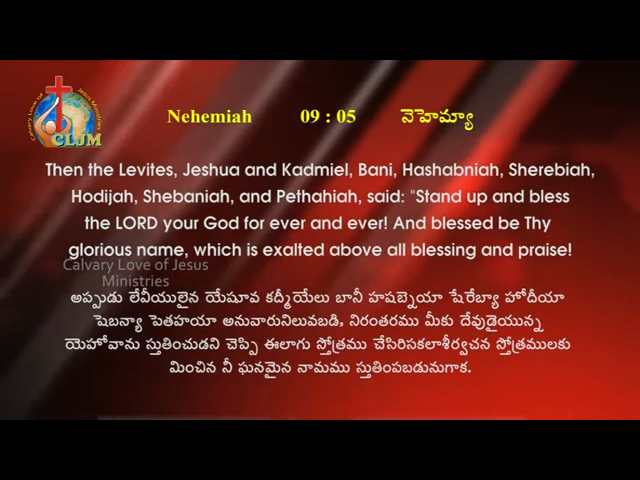 Calvary Love of Jesus Ministries
CLJM
Nehemiah 09 : 05 నెహెమ్యా
Then the Levites, Jeshua and Kadmiel, Bani, Hashabniah, Sherebiah,
Hodijah, Shebaniah, and Pethahiah, said: "Stand up and bless
the LORD your God for ever and ever! And blessed be Thy
glorious name, which is exalted above all blessing and praise!
Calvary Love of Jesus
Ministries
అప్పుడు లేవీయులైన యేషూవ కద్మీయేలు బానీ హషబ్నెయా షేరేబ్యా హోదీయా
షెబన్యా పెతహయా అనువారునిలువబడి, నిరంతరము మీకు దేవుడైయున్న
యెహోవాను స్తుతించుడని చెప్పి ఈలాగు స్తోత్రము చేసిరిసకలాశీర్వచన స్తోత్రములకు
మించిన నీ ఘనమైన నామము స్తుతింపబడునుగాక.